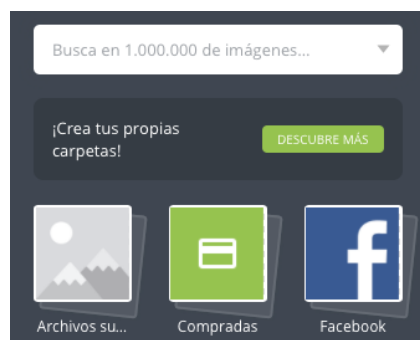 Busca en 1.000.000 de imágenes...
¡Crea tus propias
carpetas!
DESCUBRE MÁS
Archivos su...
Compradas
Facebook